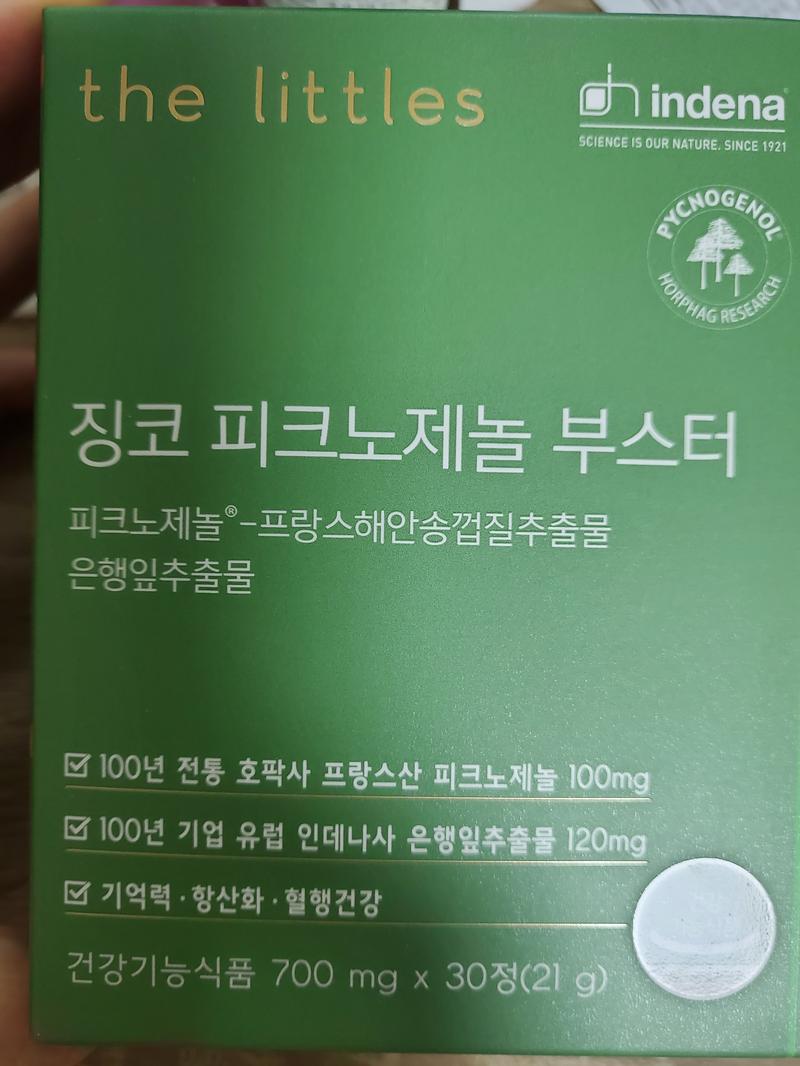 the littles
indena
SCIENCE IS OUR NATURE. SINCE 1921
PYCNOGENOL®
HORPHAG RESEARCH
징코 피크노제놀 부스터
피크노제놀®-프랑스해안송껍질추출물
은행잎추출물
100년 전통 호팍사 프랑스산 피크노제놀 100mg
100년 기업 유럽 인데나사 은행잎추출물 120mg
기억력·항산화·혈행건강
건강기능식품 700 mg x 30정(21 g)